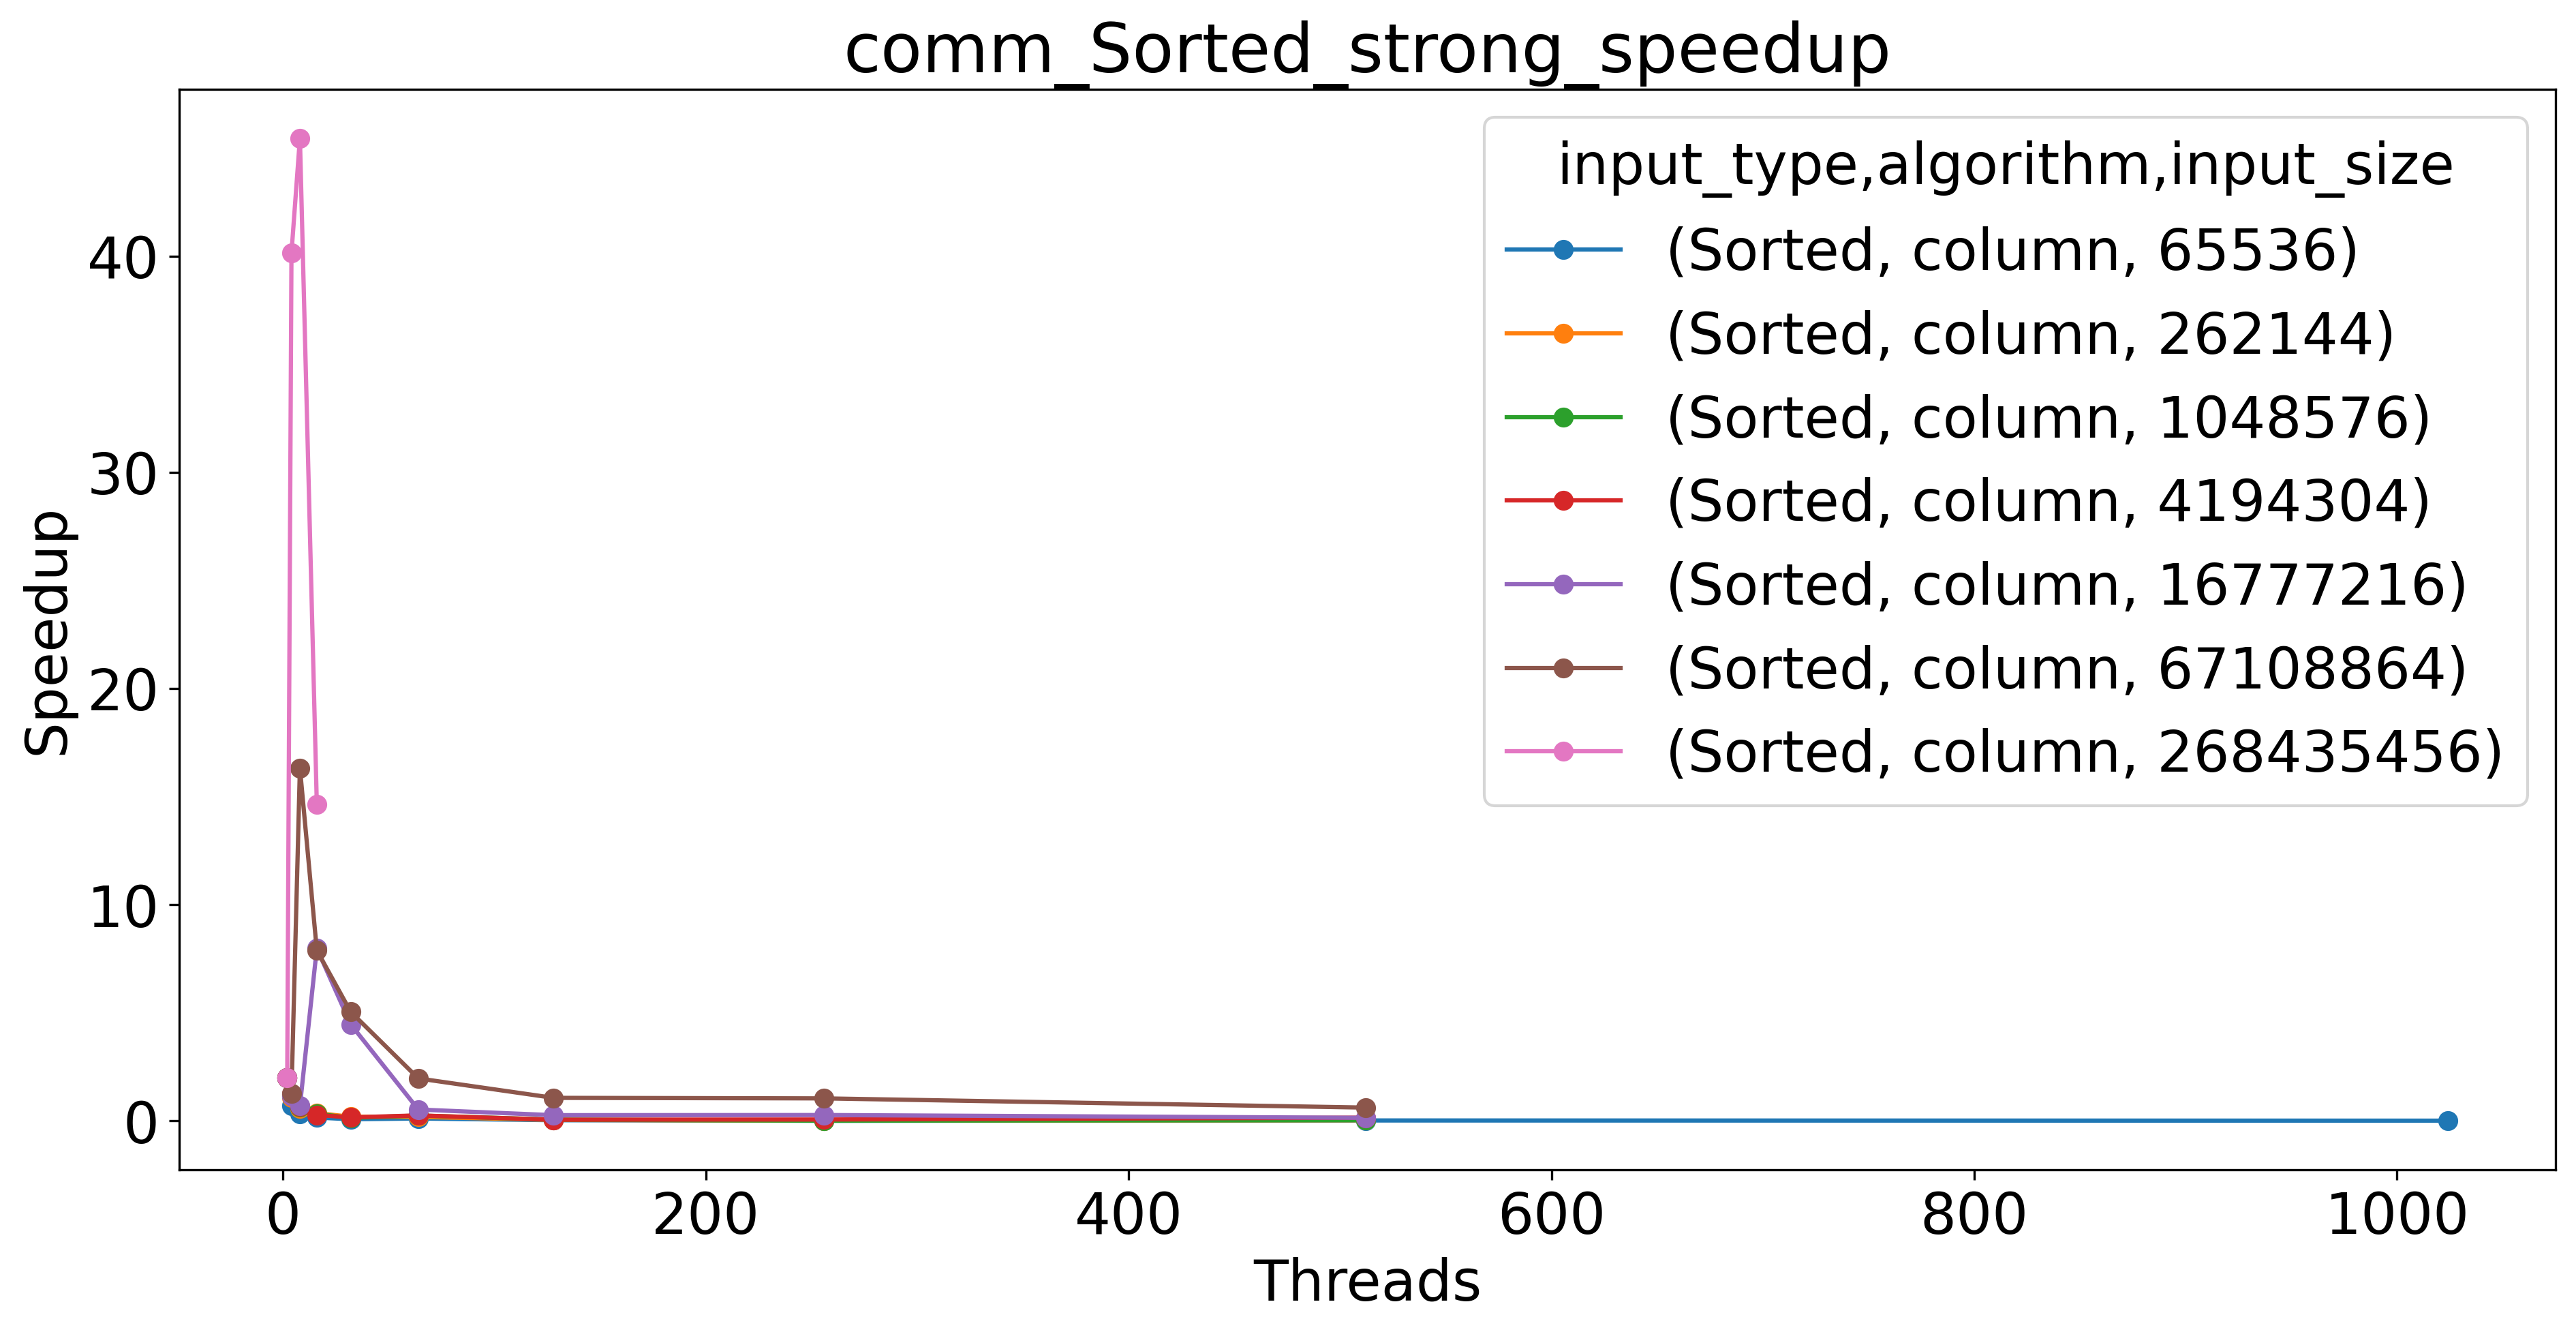 comm_Sorted_strong_speedup
input_type,algorithm,input_size
(Sorted, column, 65536)
(Sorted, column, 262144)
(Sorted, column, 1048576)
(Sorted, column, 4194304)
(Sorted, column, 16777216)
(Sorted, column, 67108864)
(Sorted, column, 268435456)
Speedup
40
30
20
10
0
0 200 400 600 800 1000
Threads